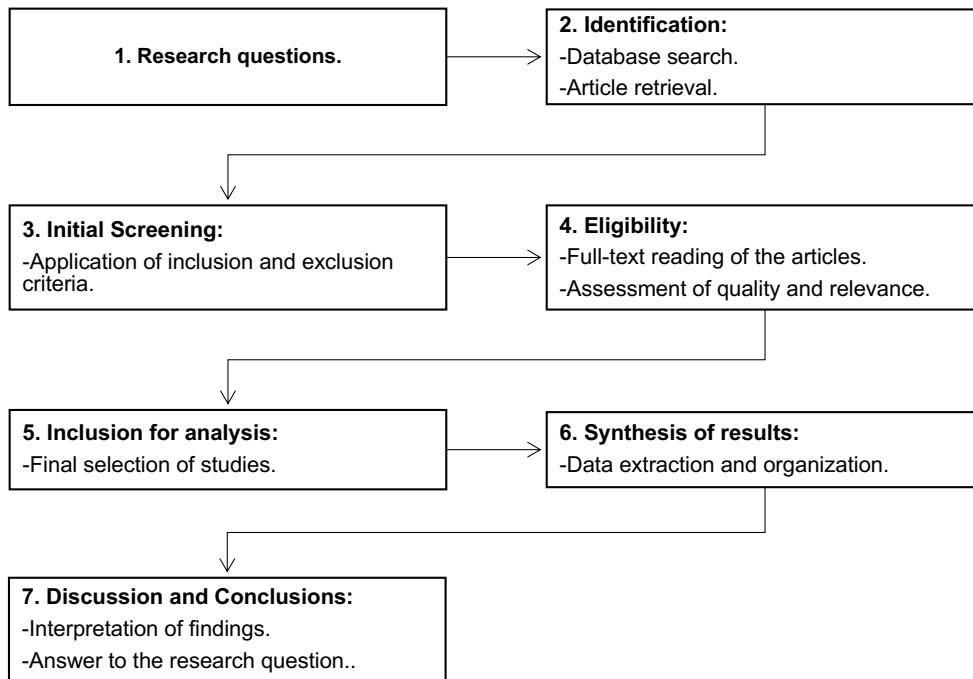 1. Research questions.
2. Identification:
-Database search.
-Article retrieval.
3. Initial Screening:
-Application of inclusion and exclusion
criteria.
4. Eligibility:
-Full-text reading of the articles.
-Assessment of quality and relevance.
5. Inclusion for analysis:
-Final selection of studies.
6. Synthesis of results:
-Data extraction and organization.
7. Discussion and Conclusions:
-Interpretation of findings.
-Answer to the research question..